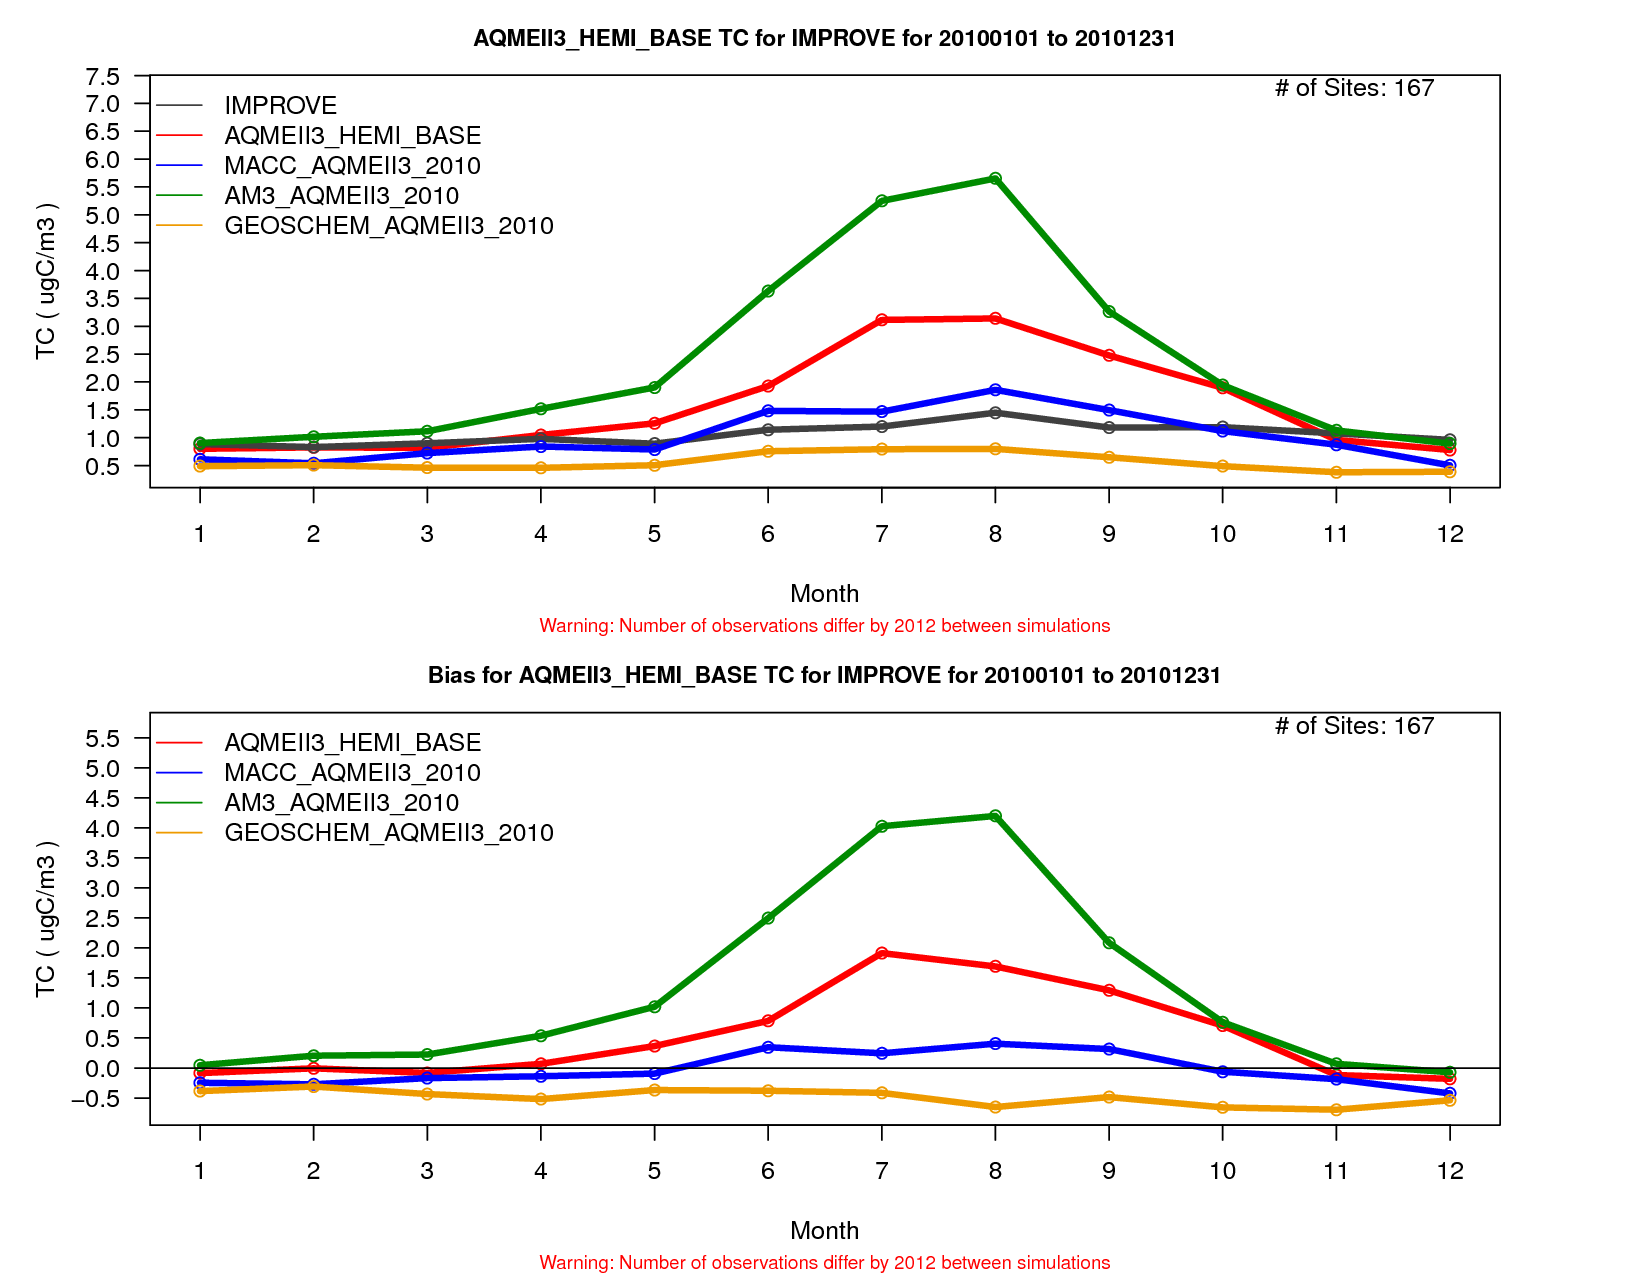 AQMEII3_HEMI_BASE TC for IMPROVE for 20100101 to 20101231
# of Sites: 167
IMPROVE
AQMEII3_HEMI_BASE
MACC_AQMEII3_2010
AM3_AQMEII3_2010
GEOSCHEM_AQMEII3_2010
TC ( ugC/m3 )
7.5
7.0
6.5
6.0
5.5
5.0
4.5
4.0
3.5
3.0
2.5
2.0
1.5
1.0
0.5
1 2 3 4 5 6 7 8 9 10 11 12
Month
Warning: Number of observations differ by 2012 between simulations
Bias for AQMEII3_HEMI_BASE TC for IMPROVE for 20100101 to 20101231
# of Sites: 167
AQMEII3_HEMI_BASE
MACC_AQMEII3_2010
AM3_AQMEII3_2010
GEOSCHEM_AQMEII3_2010
TC ( ugC/m3 )
5.5
5.0
4.5
4.0
3.5
3.0
2.5
2.0
1.5
1.0
0.5
0.0
−0.5
1 2 3 4 5 6 7 8 9 10 11 12
Month
Warning: Number of observations differ by 2012 between simulations